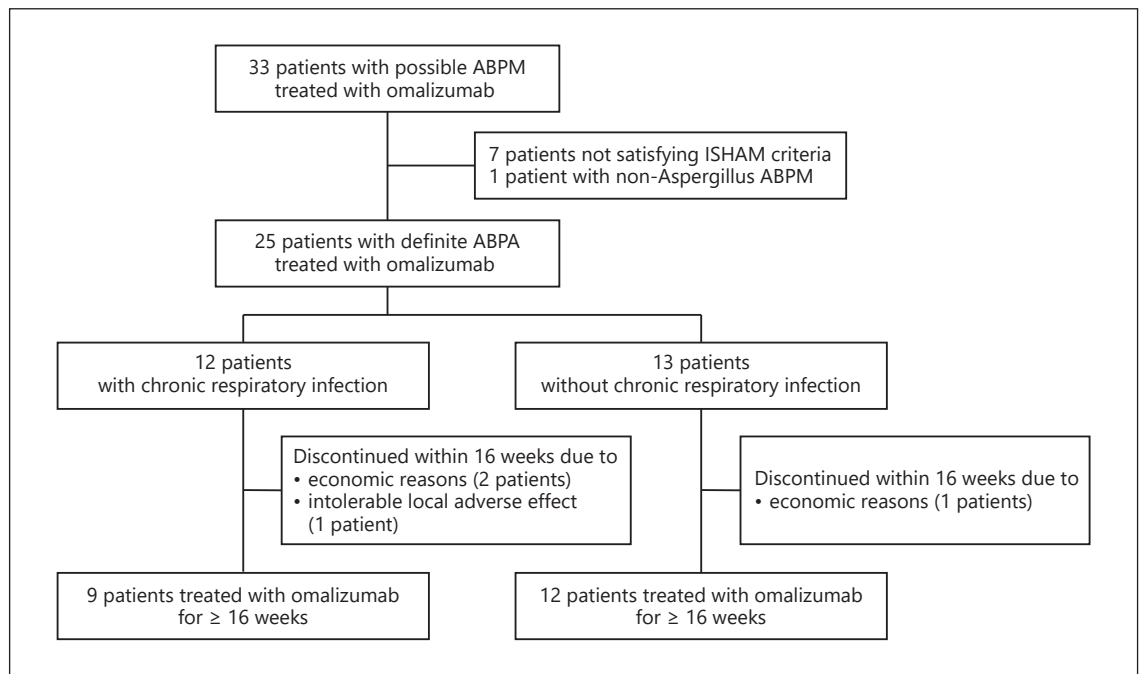 33 patients with possible ABPM
treated with omalizumab
7 patients not satisfying ISHAM criteria
1 patient with non-Aspergillus ABPM
25 patients with definite ABPA
treated with omalizumab
12 patients
with chronic respiratory infection
13 patients
without chronic respiratory infection
Discontinued within 16 weeks due to
• economic reasons (2 patients)
• intolerable local adverse effect
(1 patient)
Discontinued within 16 weeks due to
• economic reasons (1 patients)
9 patients treated with omalizumab
for ≥ 16 weeks
12 patients treated with omalizumab
for ≥ 16 weeks